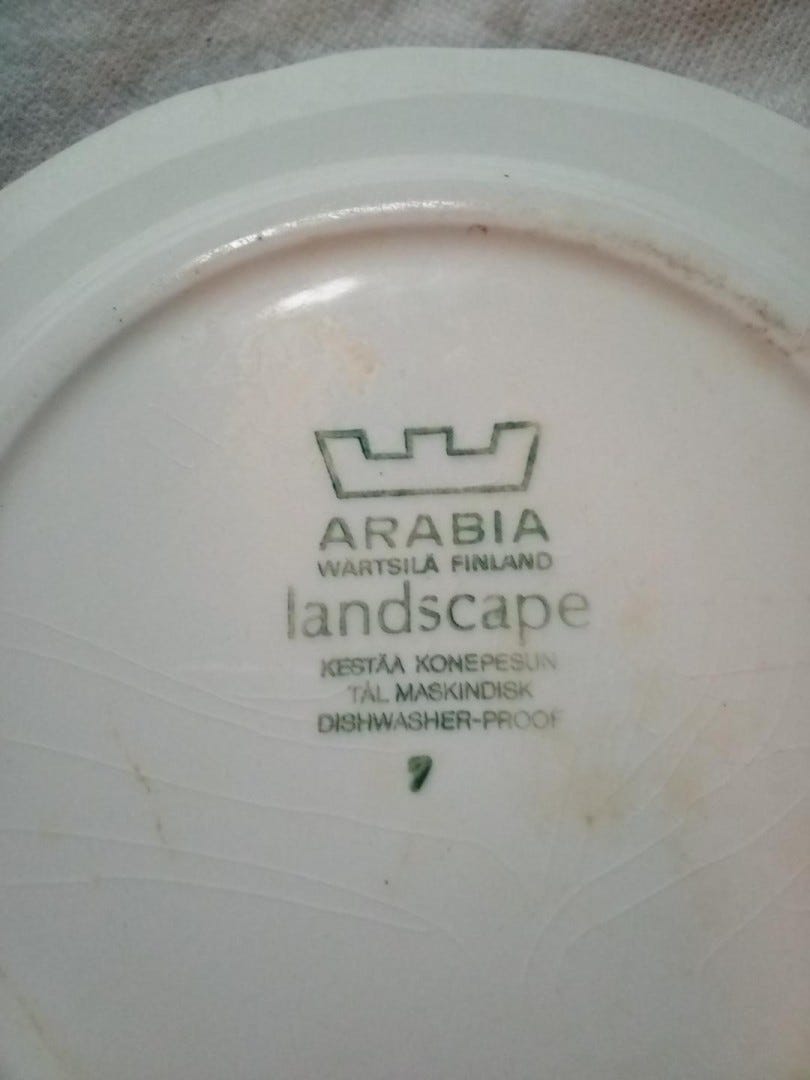 ARABIA
WÄRTSILÄ FINLAND
landscape
KESTÄÄ KONEPESUN
TÅL MASKINDISK
DISHWASHER-PROOF
9